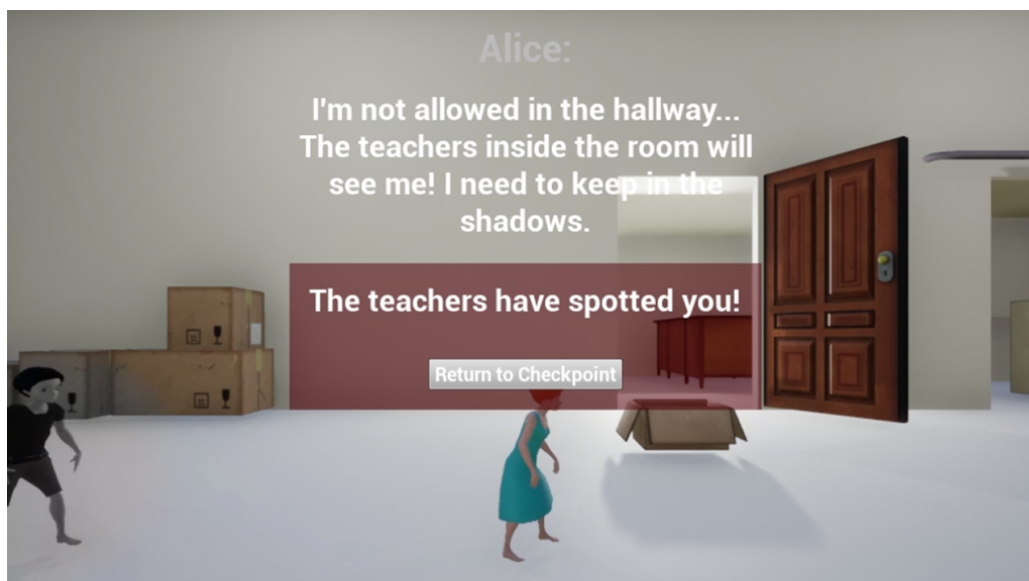 Alice:
I'm not allowed in the hallway...
The teachers inside the room will
see me! I need to keep in the
shadows.
The teachers have spotted you!
Return to Checkpoint